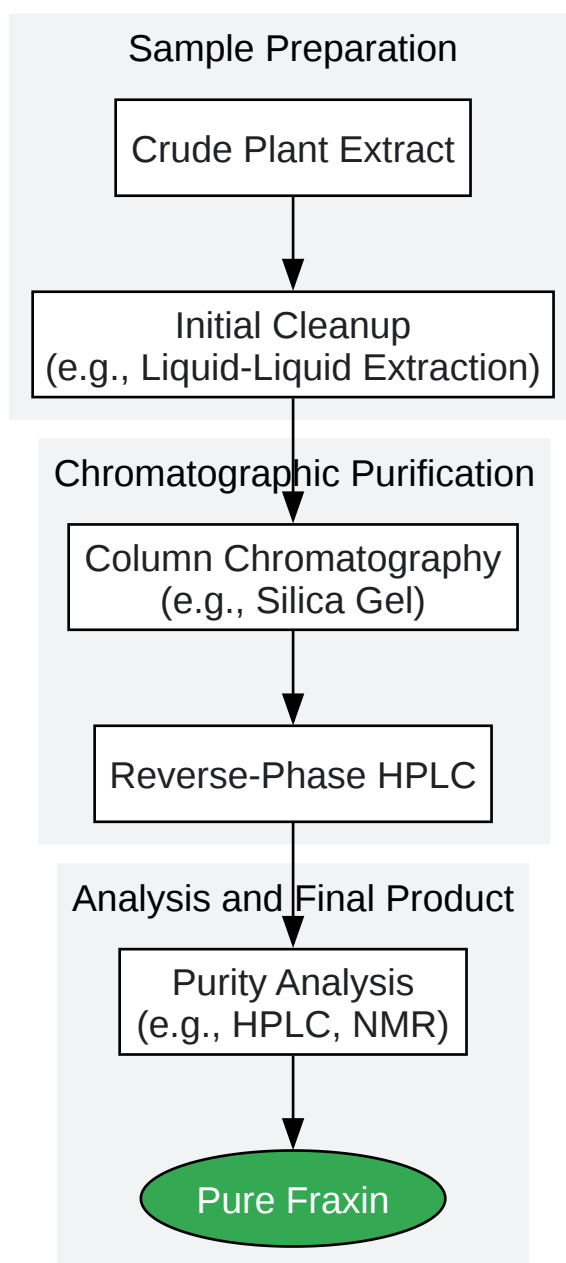 Sample Preparation
Crude Plant Extract
Initial Cleanup
(e.g., Liquid-Liquid Extraction)
Chromatographic Purification
Column Chromatography
(e.g., Silica Gel)
Reverse-Phase HPLC
Analysis and Final Product
Purity Analysis
(e.g., HPLC, NMR)
Pure Fraxin